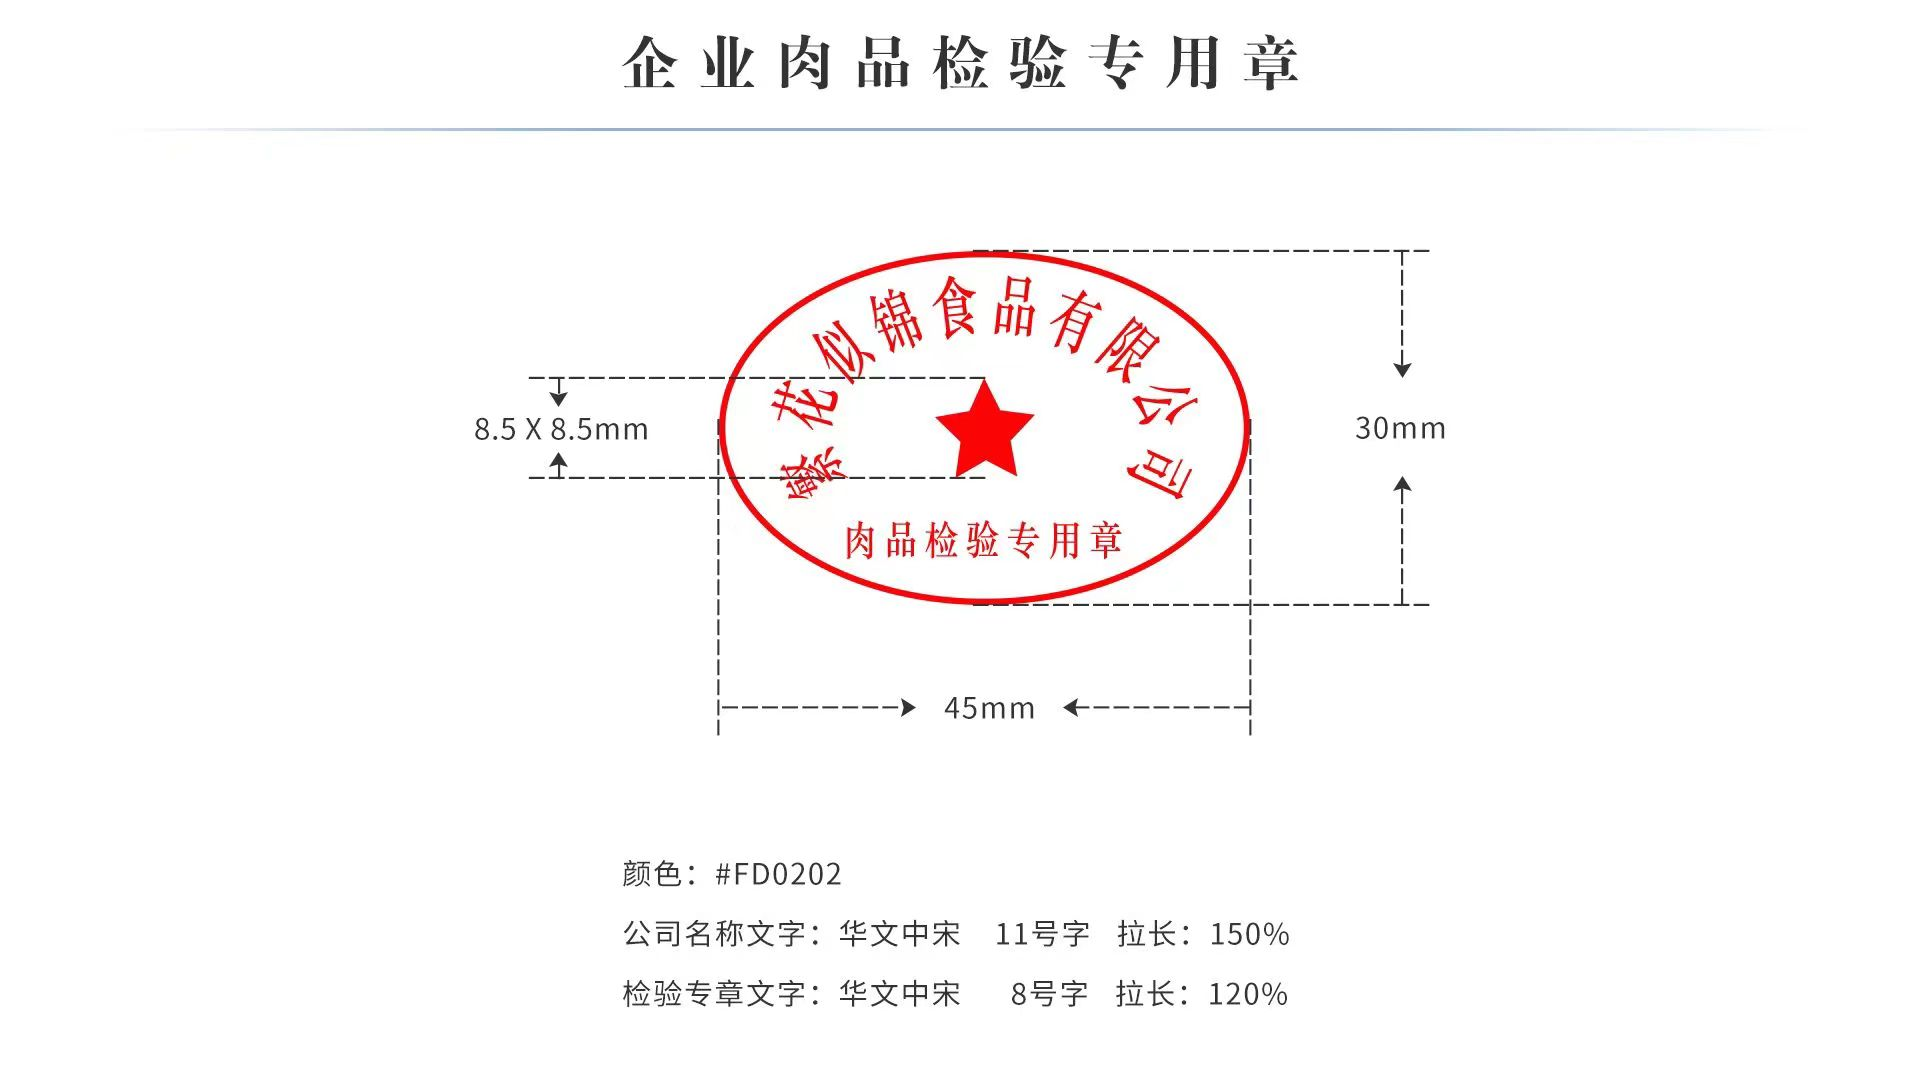 企业肉品检验专用章
繁花似锦食品有限公司
8.5 X 8.5mm
30mm
肉品检验专用章
45mm
颜色：#FD0202
公司名称文字：华文中宋 11号字 拉长：150%
检验专章文字：华文中宋 8号字 拉长：120%